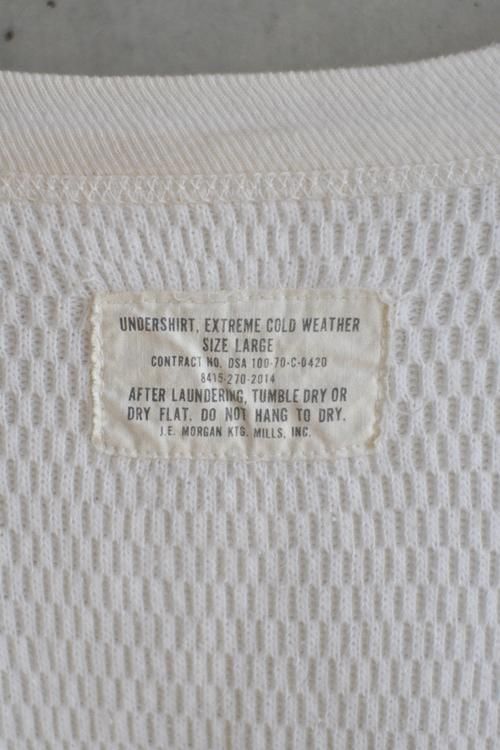 UNDERSHIRT, EXTREME COLD WEATHER
SIZE LARGE
CONTRACT NO. DSA 100-70-C-0420
8415-270-2014
AFTER LAUNDERING, TUMBLE DRY OR
DRY FLAT. DO NOT HANG TO DRY.
J.E. MORGAN KTG. MILLS, INC.